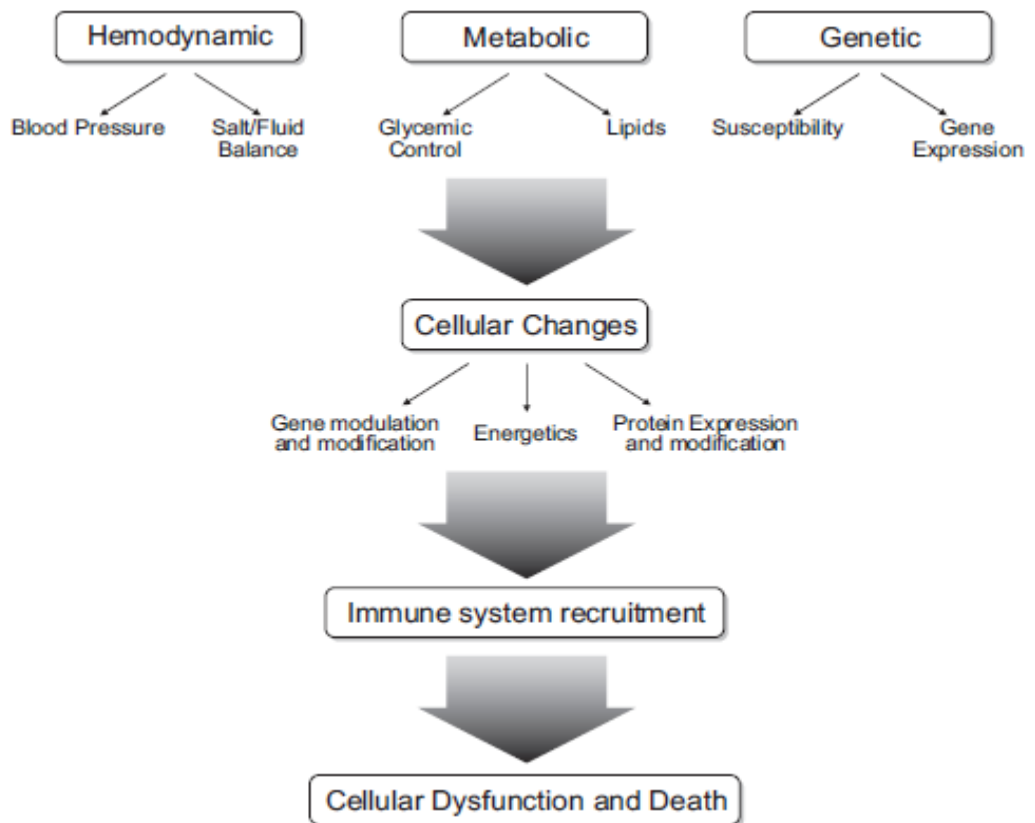 Hemodynamic
Metabolic
Genetic
Blood Pressure
Salt/Fluid
Balance
Glycemic
Control
Lipids
Susceptibility
Gene
Expression
Cellular Changes
Gene modulation
and modification
Energetics
Protein Expression
and modification
Immune system recruitment
Cellular Dysfunction and Death